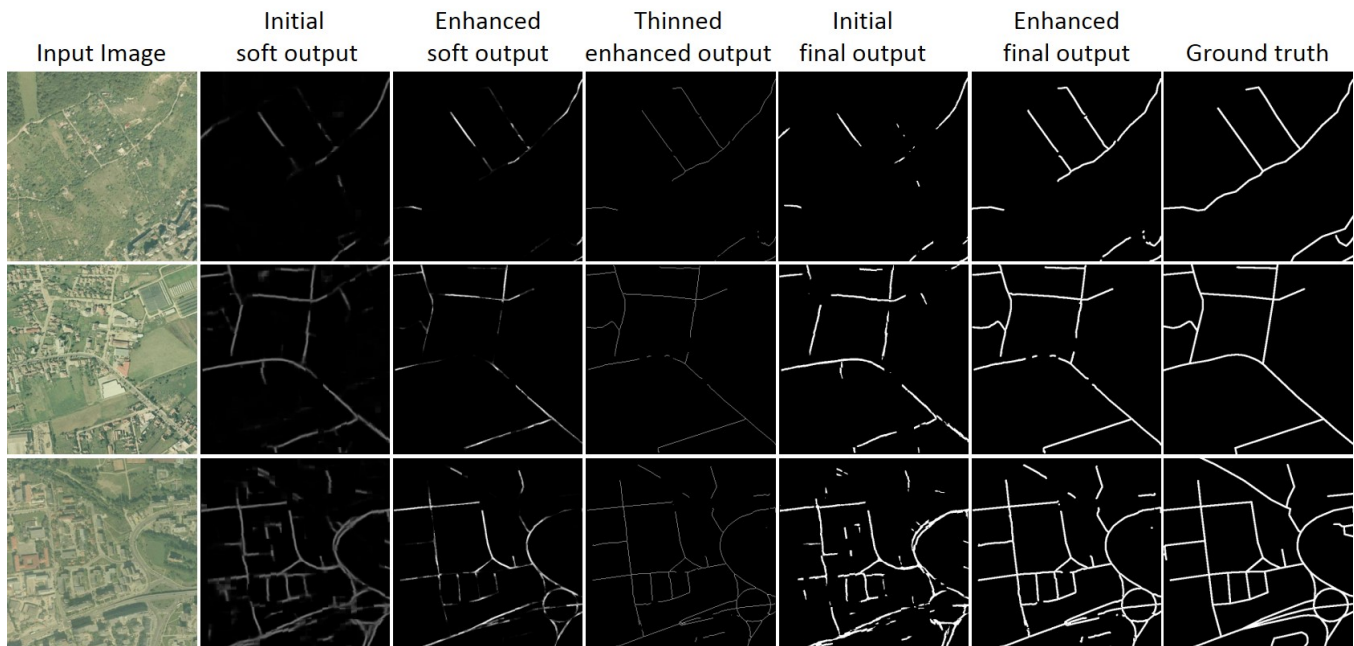 Input Image
Initial
soft output
Enhanced
soft output
Thinned
enhanced output
Initial
final output
Enhanced
final output
Ground truth